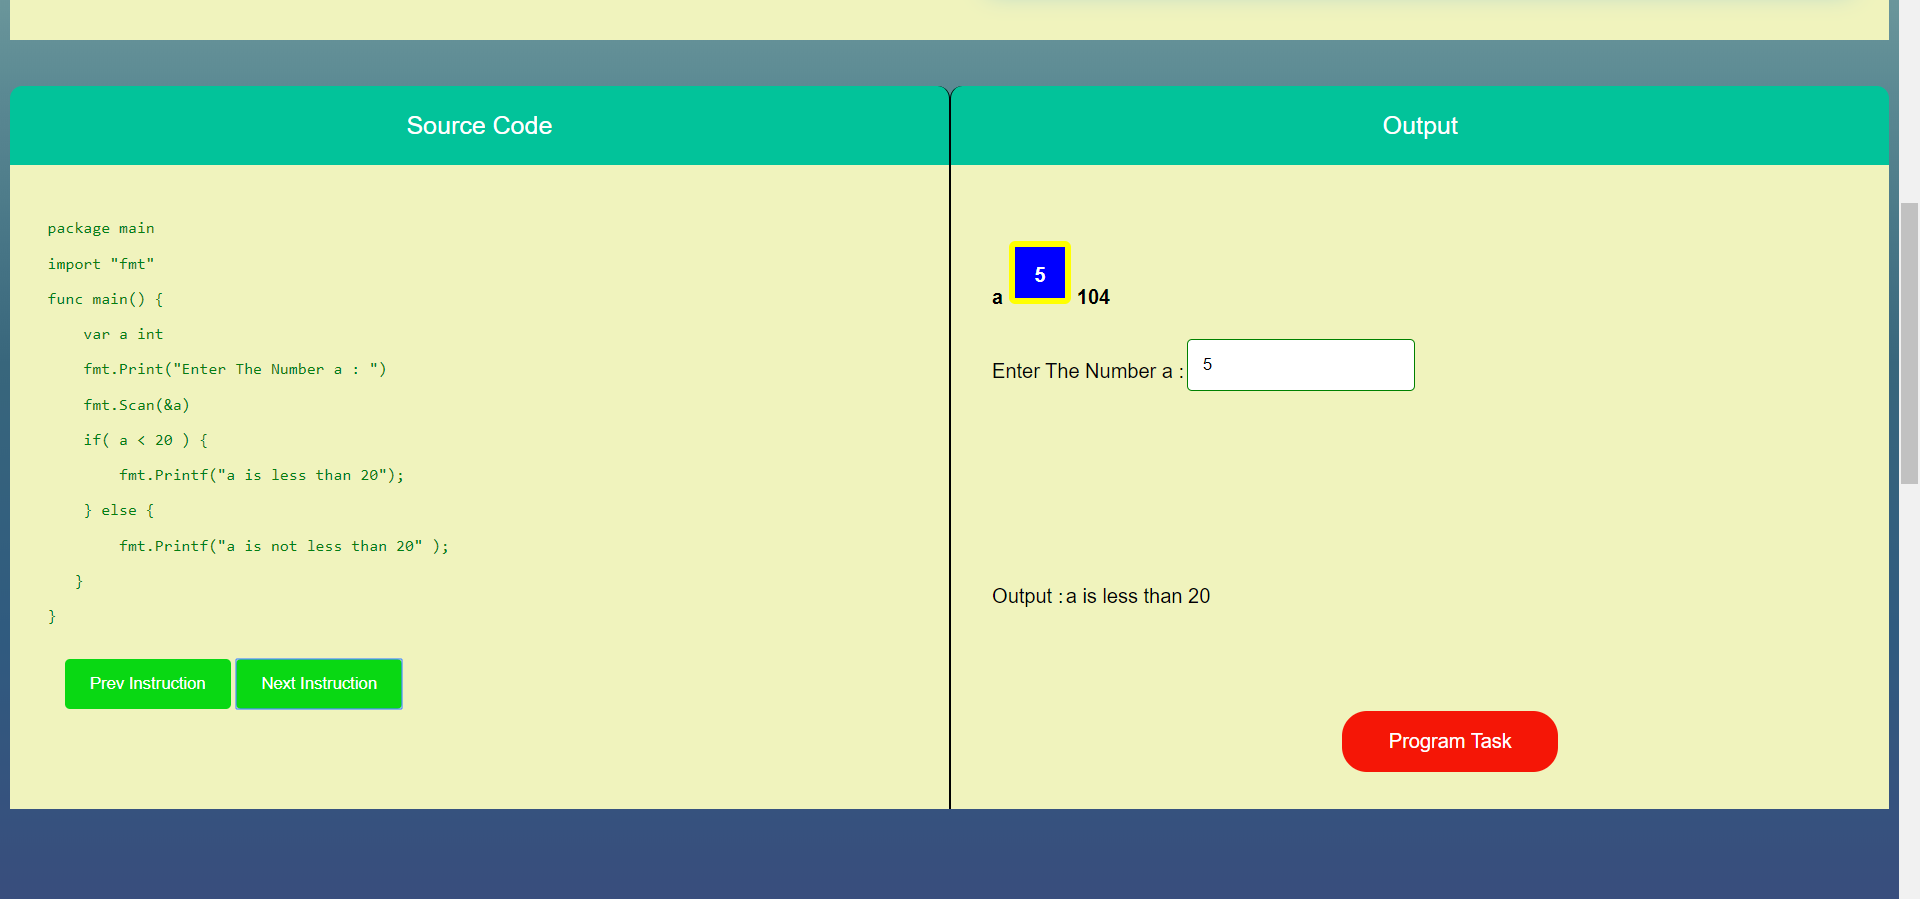 Source Code
package main
import "fmt"
func main() {
    var a int
    fmt.Print("Enter The Number a : ")
    fmt.Scan(&a)
    if( a < 20 ) {
        fmt.Printf("a is less than 20");
    } else {
        fmt.Printf("a is not less than 20" );
   }
}
Prev Instruction Next Instruction
Output
5
a 104
Enter The Number a : 5
Output : a is less than 20
Program Task